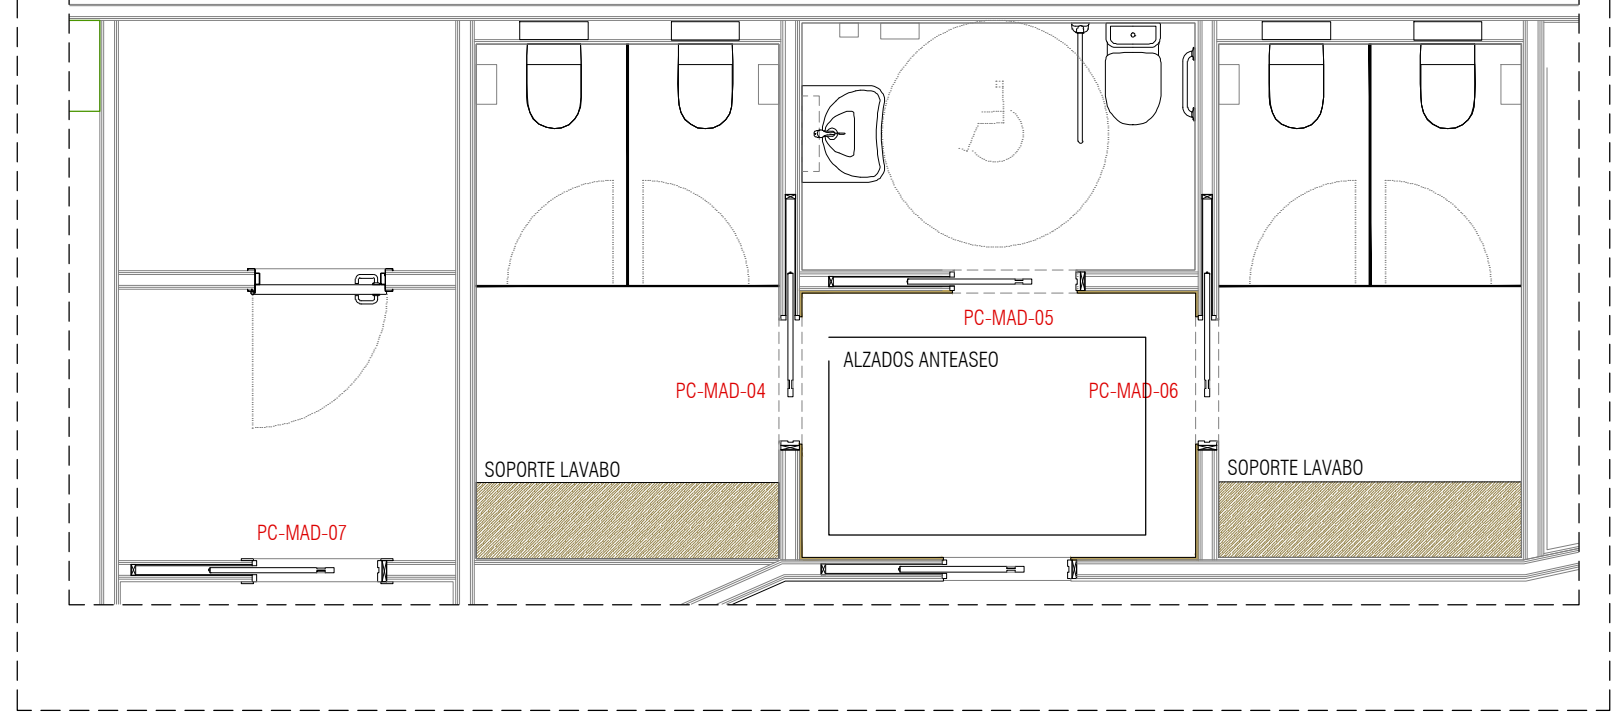 PC-MAD-05
ALZADOS ANTEASEO
PC-MAD-04
PC-MAD-06
SOPORTE LAVABO
SOPORTE LAVABO
PC-MAD-07